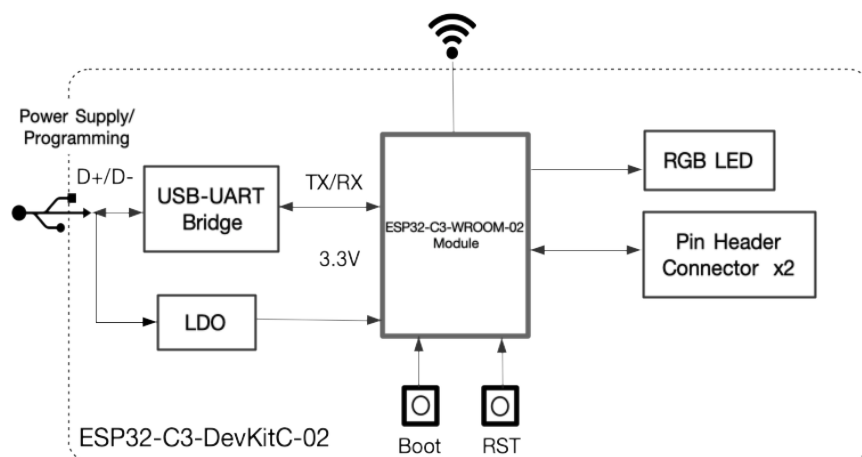 Power Supply/
Programming
D+/D-
USB-UART
Bridge
TX/RX
3.3V
LDO
ESP32-C3-WROOM-02
Module
RGB LED
Pin Header
Connector x2
Boot
RST
ESP32-C3-DevKitC-02